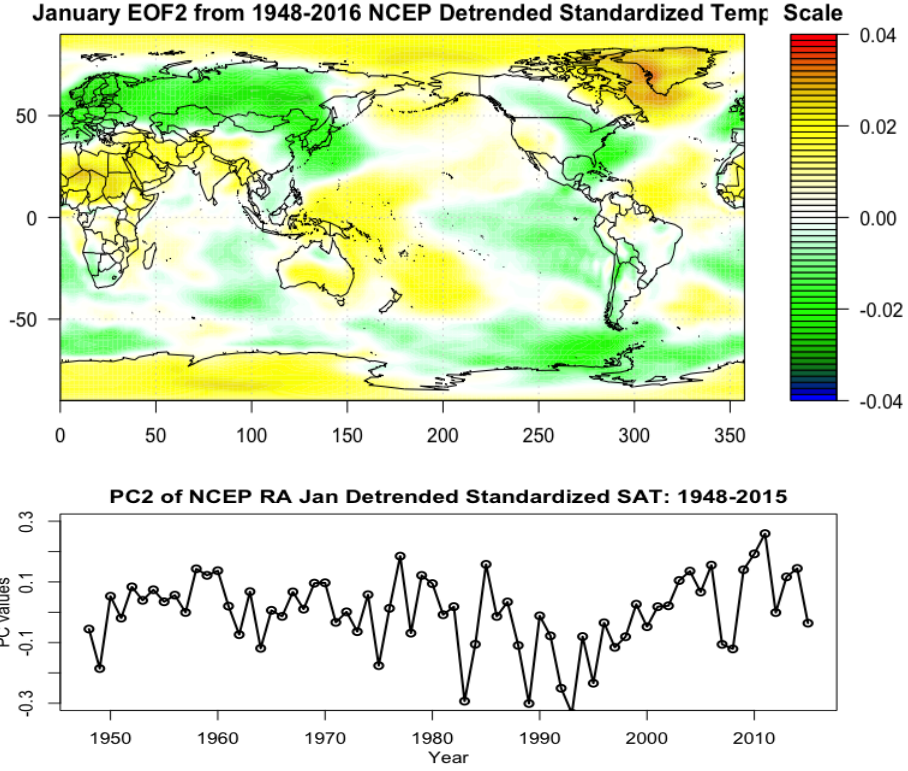 January EOF2 from 1948-2016 NCEP Detrended Standardized Temp Scale
0.04
50
0.02
0
0.00
-50
-0.02
-0.04
0 50 100 150 200 250 300 350
PC2 of NCEP RA Jan Detrended Standardized SAT: 1948-2015
0.3
0.1
-0.1
-0.3
PC values
1950 1960 1970 1980 1990 2000 2010
Year